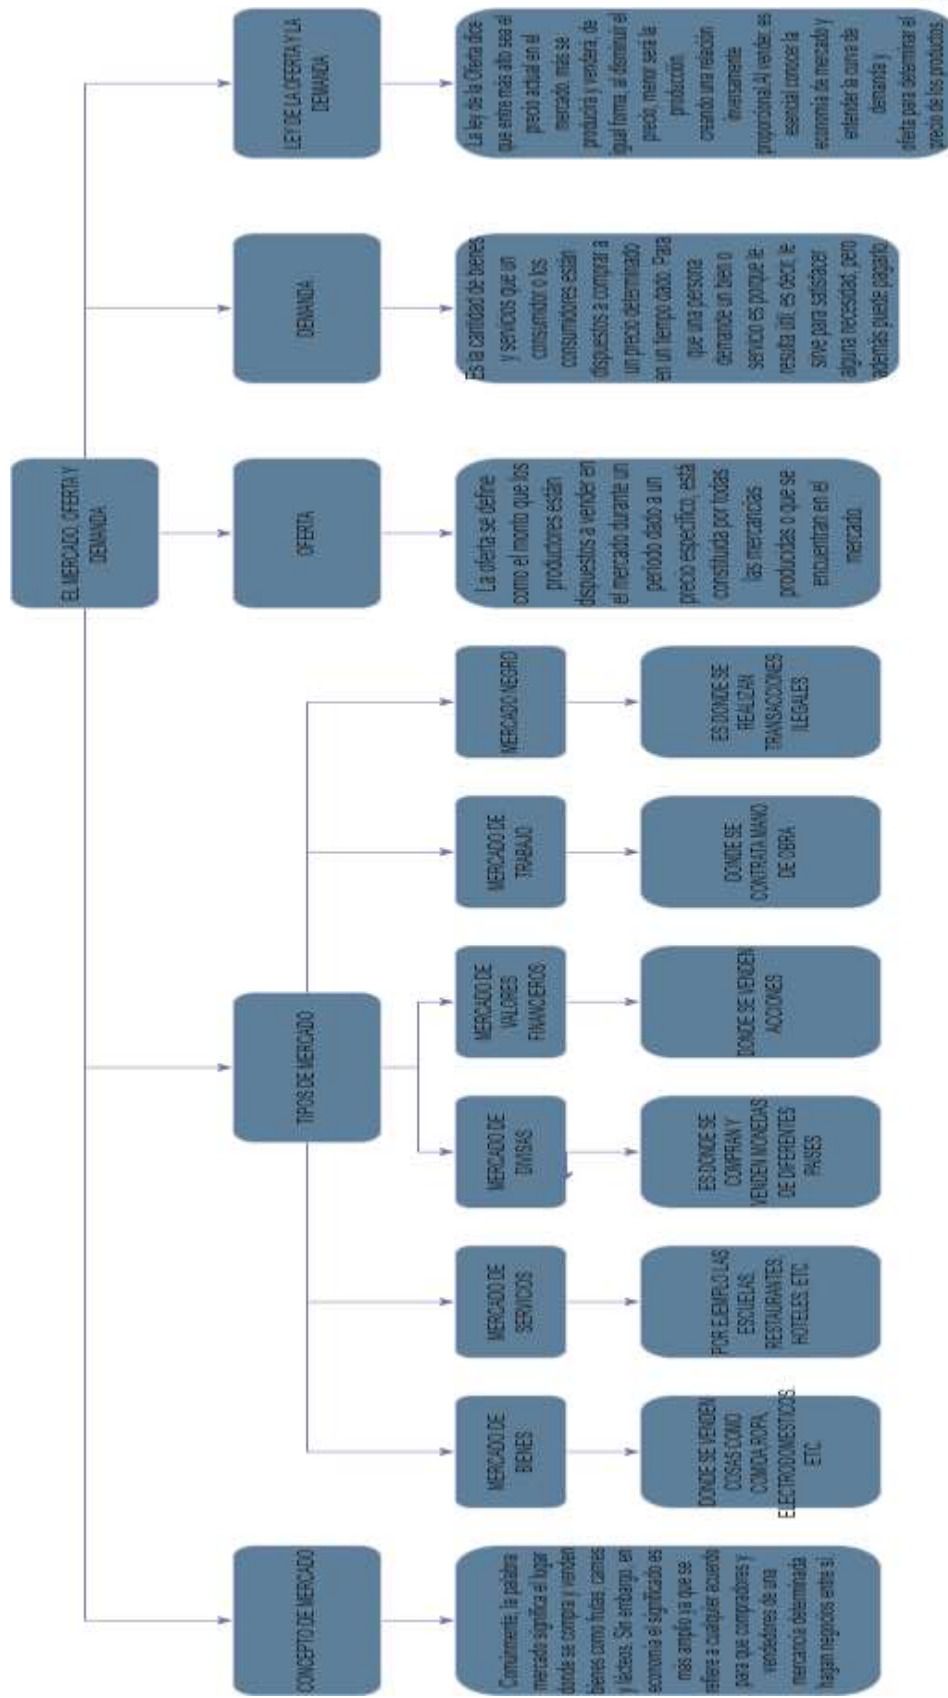 EL MERCADO, OFERTA Y
DEMANDA
CONCEPTO DE MERCADO
Comúnmente, la palabra
mercado significa el lugar
donde se compra y venden
bienes como frutas, carnes
y lácteos. Sin embargo, en
economía el significado es
más amplio ya que se
refiere a cualquier acuerdo
para que compradores y
vendedores de una
mercancía determinada
hagan negocios entre sí.
TIPOS DE MERCADO
MERCADO DE
BIENES
DONDE SE VENDEN
COSAS COMO
COMIDA ROPA,
ELECTRODOMESTICOS.
ETC.
MERCADO DE
SERVICIOS
POR EJEMPLO LAS
ESCUELAS,
RESTAURANTES,
HOTELES. ETC
MERCADO DE
DIVISAS
ES DONDE SE
COMPRAN Y
VENDEN MONEDAS
DE DIFERENTES
PAISES
MERCADO DE
VALORES
FINANCIEROS.
DONDE SE VENDEN
ACCIONES
MERCADO DE
TRABAJO
DONDE SE
CONTRATA MANO
DE OBRA
MERCADO NEGRO
ES DONDE SE
REALIZAN
TRANSACCIONES
ILEGALES
OFERTA
La oferta se define
como el monto que los
productores están
dispuestos a vender en
el mercado durante un
periodo dado a un
precio específico, está
constituida por todas
las mercancías
producidas o que se
encuentran en el
mercado.
DEMANDA
Es la cantidad de bienes
y servicios que un
consumidor o los
consumidores están
dispuestos a comprar a
un precio determinado
en un tiempo dado. Para
que una persona
demande un bien o
servicio es porque le
resulta útil, es decir, le
sirve para satisfacer
alguna necesidad, pero
además puede pagarlo.
LEY DE LA OFERTA Y LA
DEMANDA
La ley de la Oferta dice
que entre más alto sea el
precio actual en el
mercado, más se
producirá y venderá, de
igual forma, al disminuir el
precio, menor será la
producción,
creando una relación
inversamente
proporcional Al vender, es
esencial conocer la
economía de mercado y
entender la curva de
demanda y
oferta para determinar el
precio de los productos.